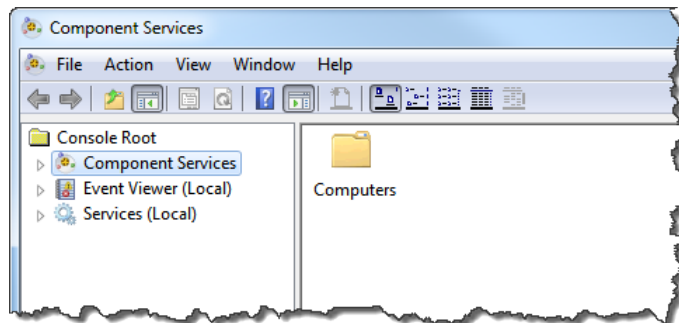 Component Services
File Action View Window Help
Console Root
Component Services
Event Viewer (Local)
Services (Local)
Computers